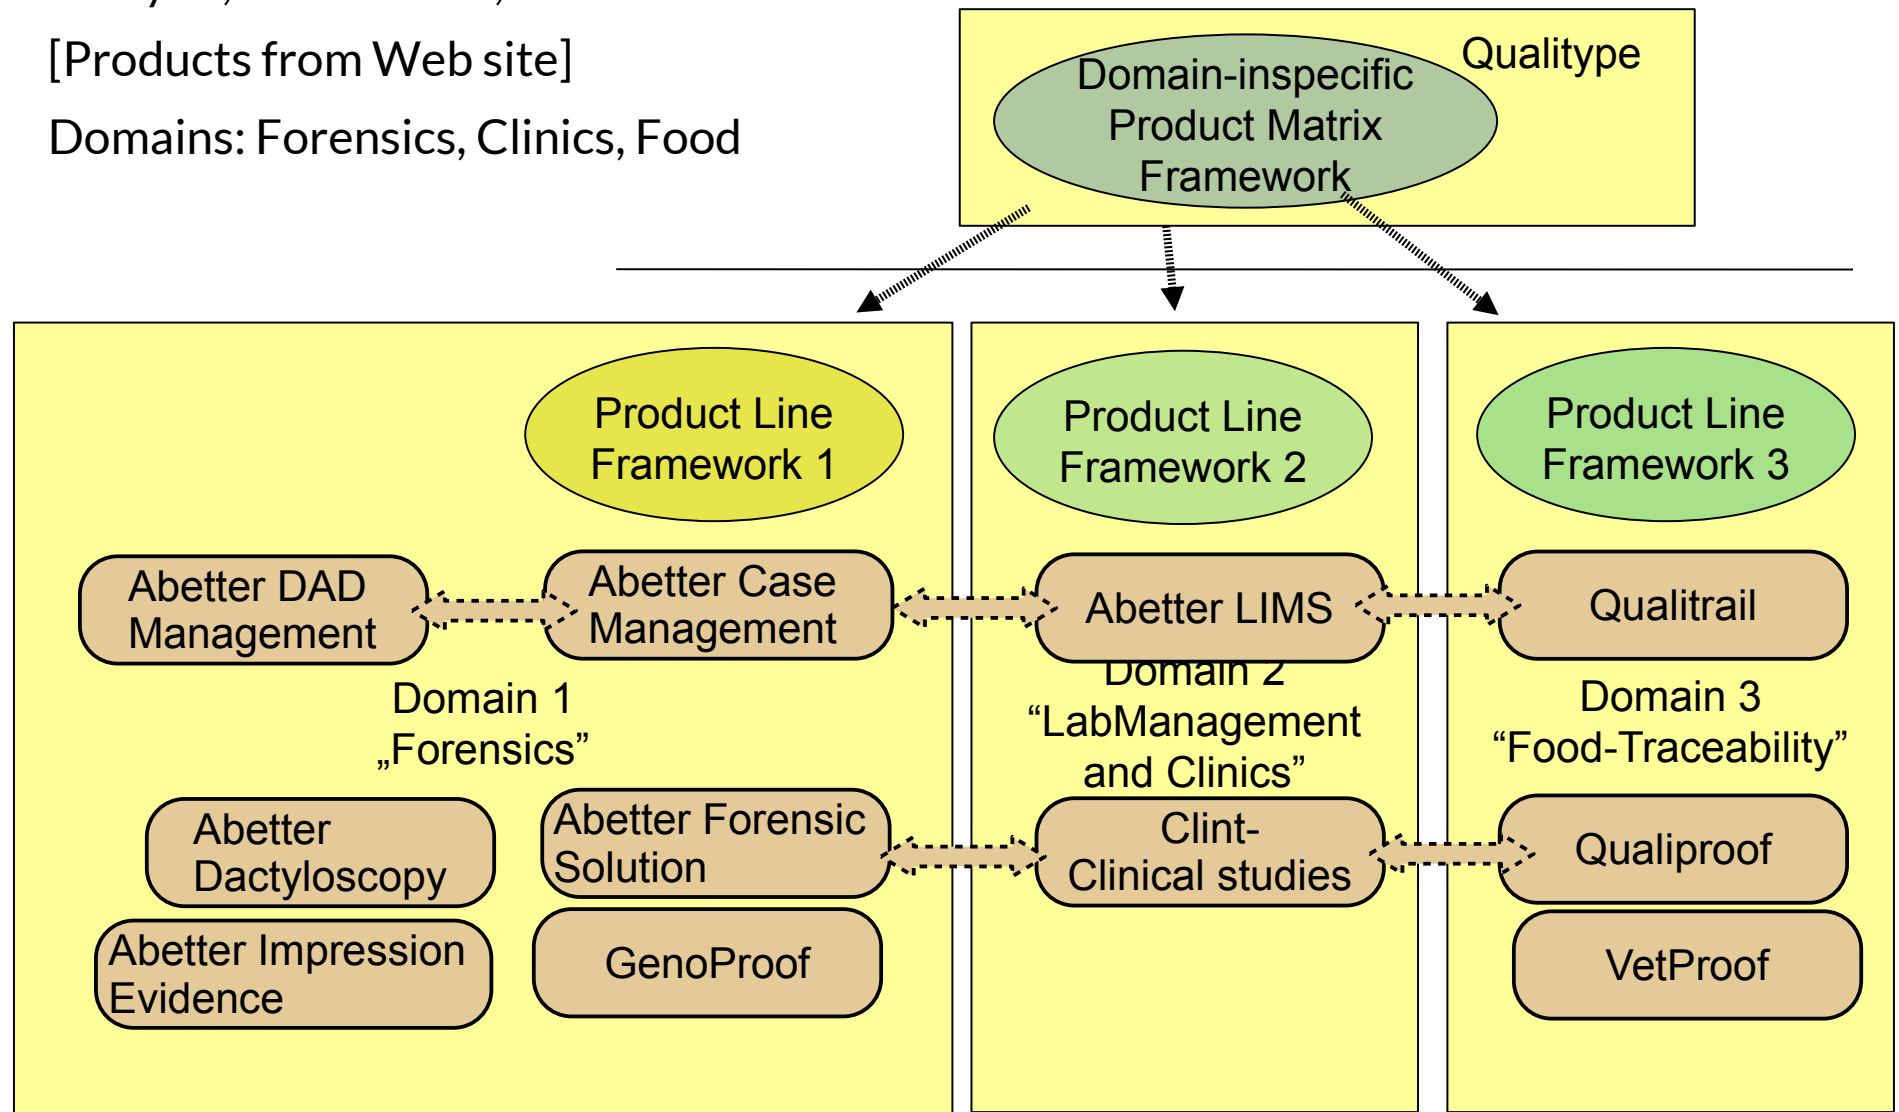 [Products from Web site]
Domains: Forensics, Clinics, Food
Qualitype
Domain-inspecific
Product Matrix
Framework
Product Line
Framework 1
Product Line
Framework 2
Product Line
Framework 3
Abetter DAD
Management
Abetter Case
Management
Abetter LIMS
Qualitrail
Domain 1
„Forensics”
Domain 2
“LabManagement
and Clinics”
Domain 3
“Food-Traceability”
Abetter
Dactyloscopy
Abetter Forensic
Solution
Clint-
Clinical studies
Qualiproof
Abetter Impression
Evidence
GenoProof
VetProof